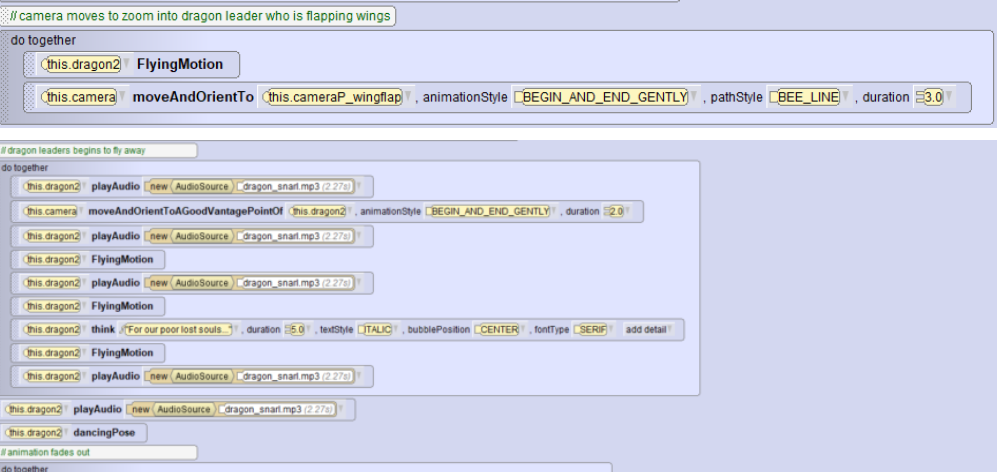 // camera moves to zoom into dragon leader who is flapping wings
do together
this.dragon2 FlyingMotion
this.camera moveAndOrientTo this.cameraP_wingflap , animationStyle BEGIN_AND_END_GENTLY , pathStyle BEE_LINE , duration 3.0
// dragon leaders begins to fly away
do together
this.dragon2 playAudio new AudioSource dragon_snarl.mp3 (2.27s)
this.camera moveAndOrientToAGoodVantagePointOf this.dragon2 , animationStyle BEGIN_AND_END_GENTLY , duration 2.0
this.dragon2 playAudio new AudioSource dragon_snarl.mp3 (2.27s)
this.dragon2 FlyingMotion
this.dragon2 playAudio new AudioSource dragon_snarl.mp3 (2.27s)
this.dragon2 FlyingMotion
this.dragon2 think "For our poor lost souls..." , duration 5.0 , textStyle ITALIC , bubblePosition CENTER , fontType SERIF add detail
this.dragon2 FlyingMotion
this.dragon2 playAudio new AudioSource dragon_snarl.mp3 (2.27s)
this.dragon2 playAudio new AudioSource dragon_snarl.mp3 (2.27s)
this.dragon2 dancingPose
// animation fades out
do together